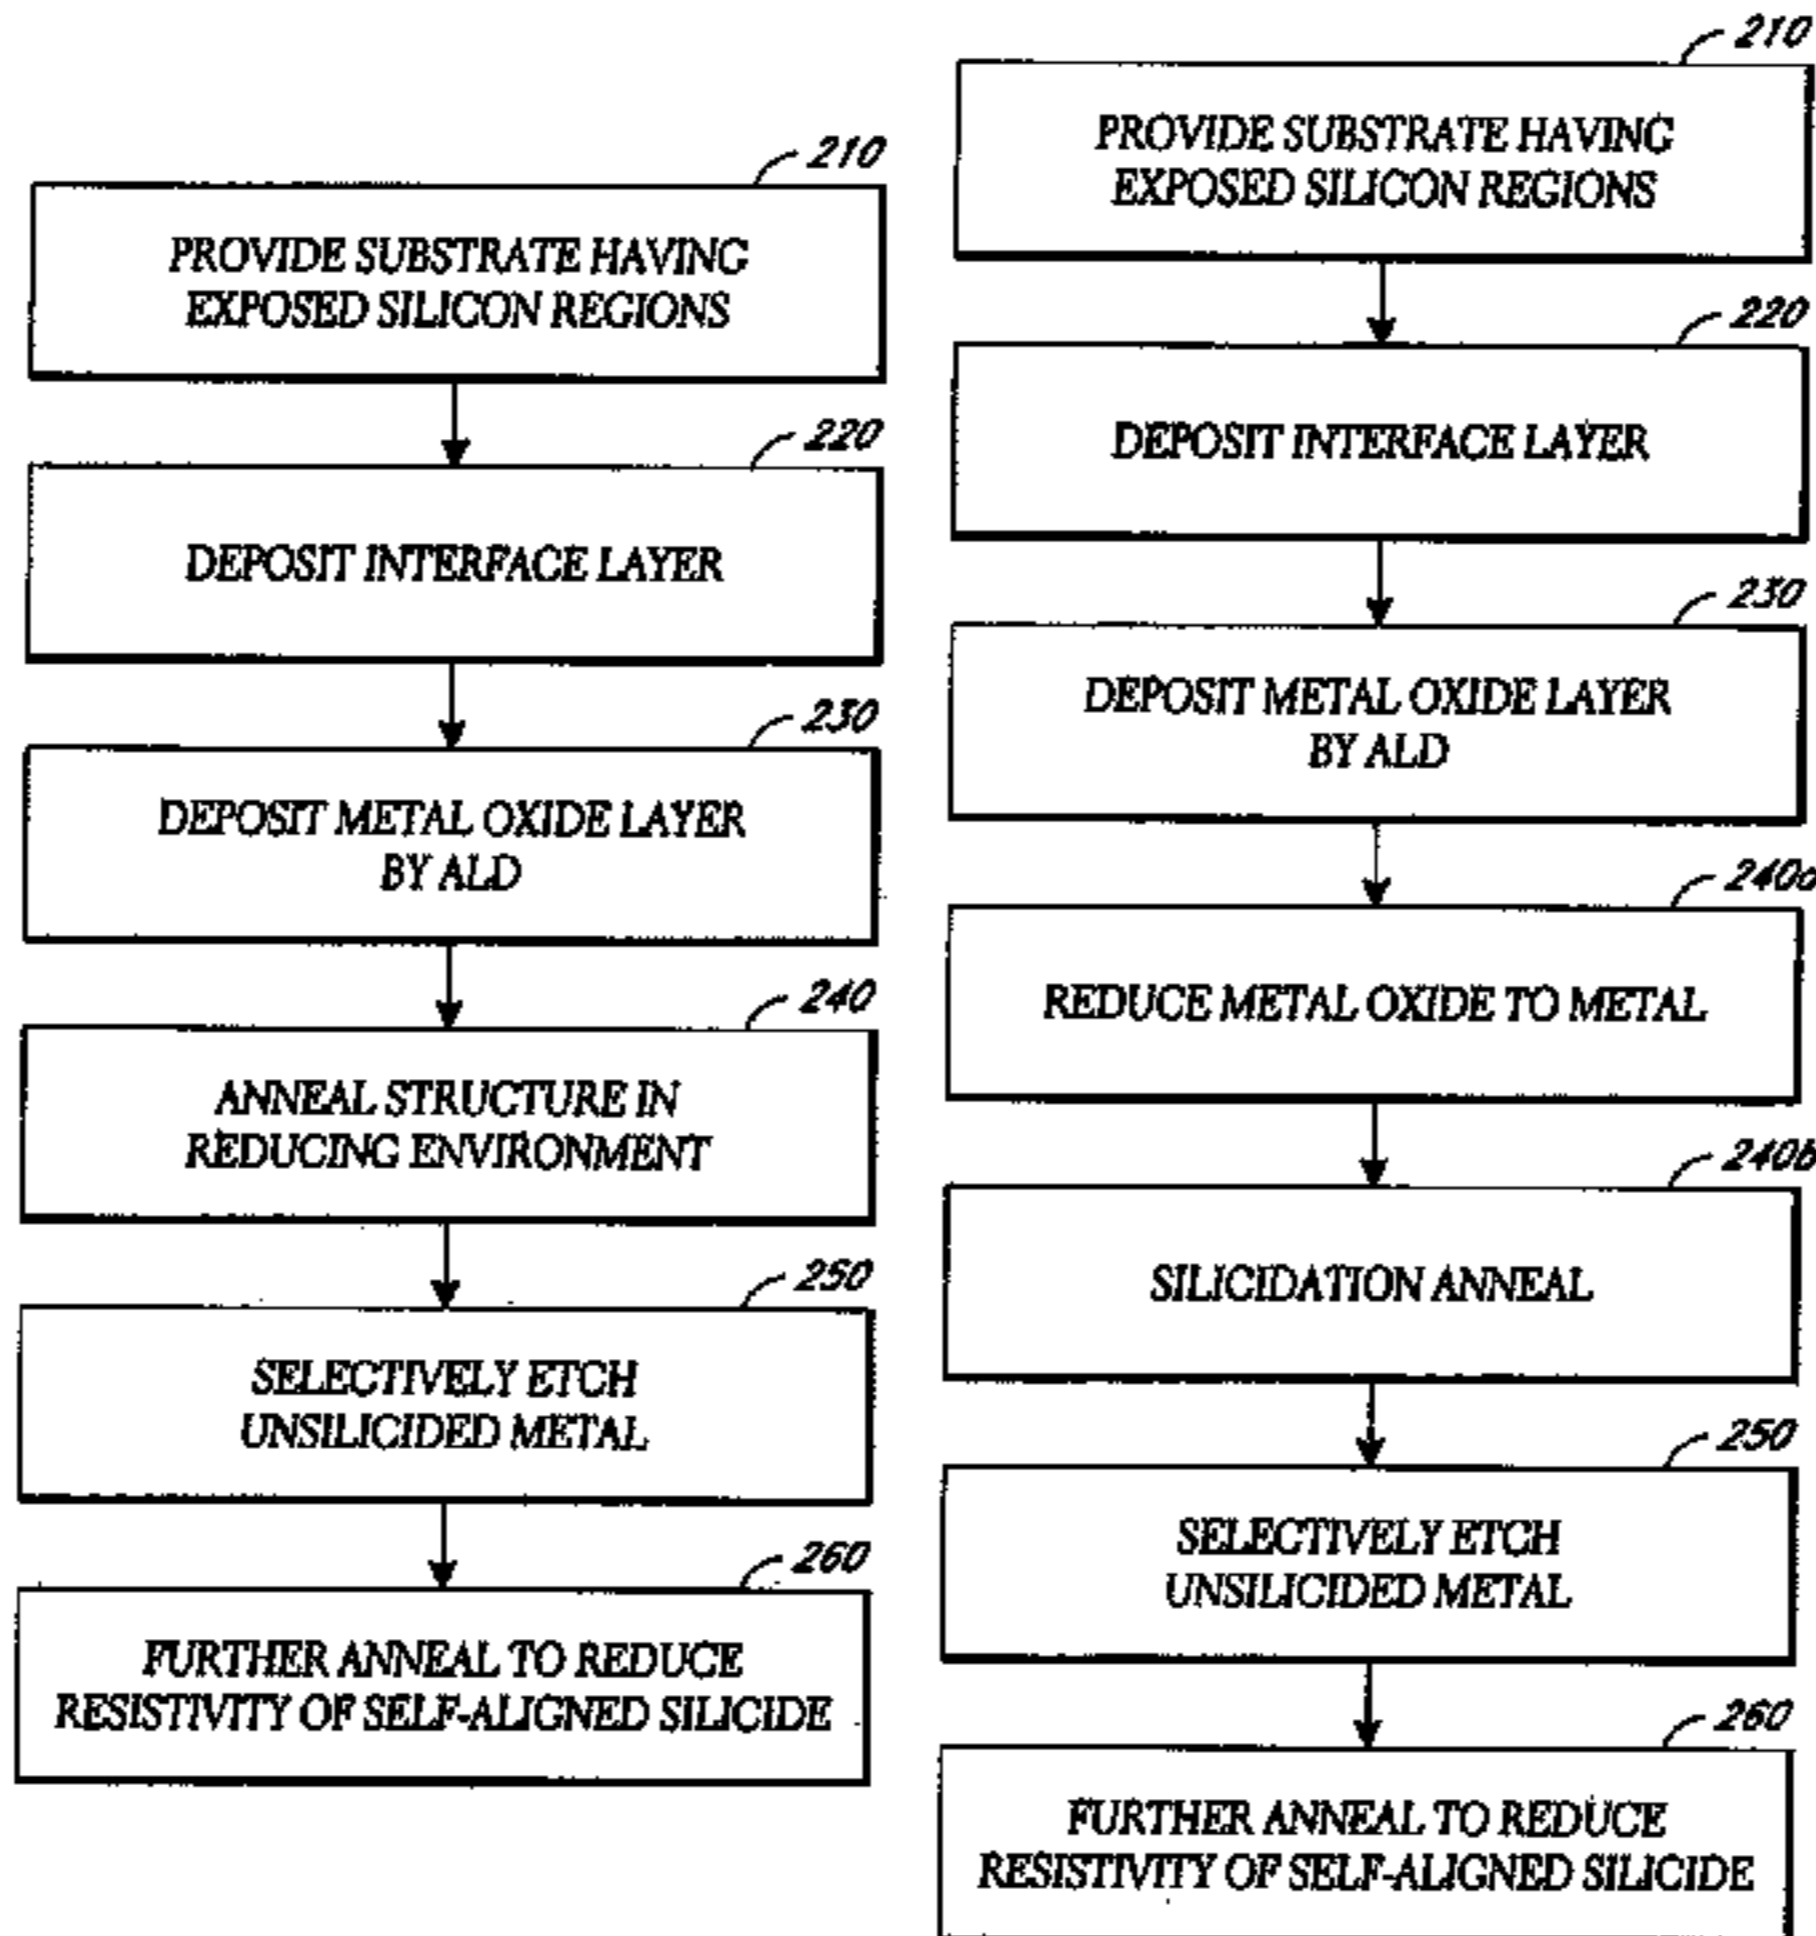 210
PROVIDE SUBSTRATE HAVING
EXPOSED SILICON REGIONS
220
DEPOSIT INTERFACE LAYER
230
DEPOSIT METAL OXIDE LAYER
BY ALD
240
ANNEAL STRUCTURE IN
REDUCING ENVIRONMENT
250
SELECTIVELY ETCH
UNSILICIDED METAL
260
FURTHER ANNEAL TO REDUCE
RESISTIVITY OF SELF-ALIGNED SILICIDE
210
PROVIDE SUBSTRATE HAVING
EXPOSED SILICON REGIONS
220
DEPOSIT INTERFACE LAYER
230
DEPOSIT METAL OXIDE LAYER
BY ALD
240a
REDUCE METAL OXIDE TO METAL
240b
SILICIDATION ANNEAL
250
SELECTIVELY ETCH
UNSILICIDED METAL
260
FURTHER ANNEAL TO REDUCE
RESISTIVITY OF SELF-ALIGNED SILICIDE